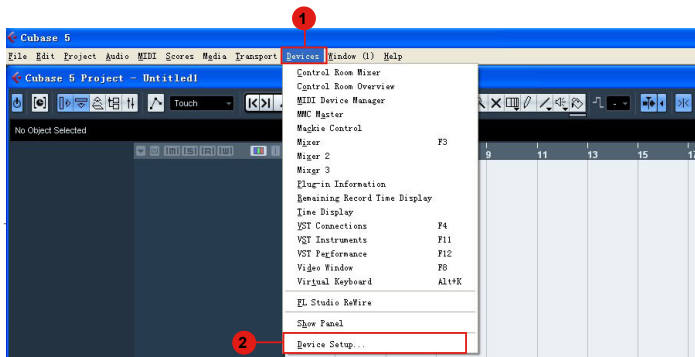 1
Cubase 5
File Edit Project Audio MIDI Scores Media Transport Devices Window (1) Help
Cubase 5 Project - Untitled1
Touch
No Object Selected
Control Room Mixer
Control Room Overview
MIDI Device Manager
MMC Master
Mackie Control
Mixer F3
Mixer 2
Mixer 3
Plug-in Information
Remaining Record Time Display
Time Display
VST Connections F4
VST Instruments F11
VST Performance F12
Video Window F8
Virtual Keyboard Alt+K
FL Studio ReWire
Show Panel
2 Device Setup...
9 11 13 15